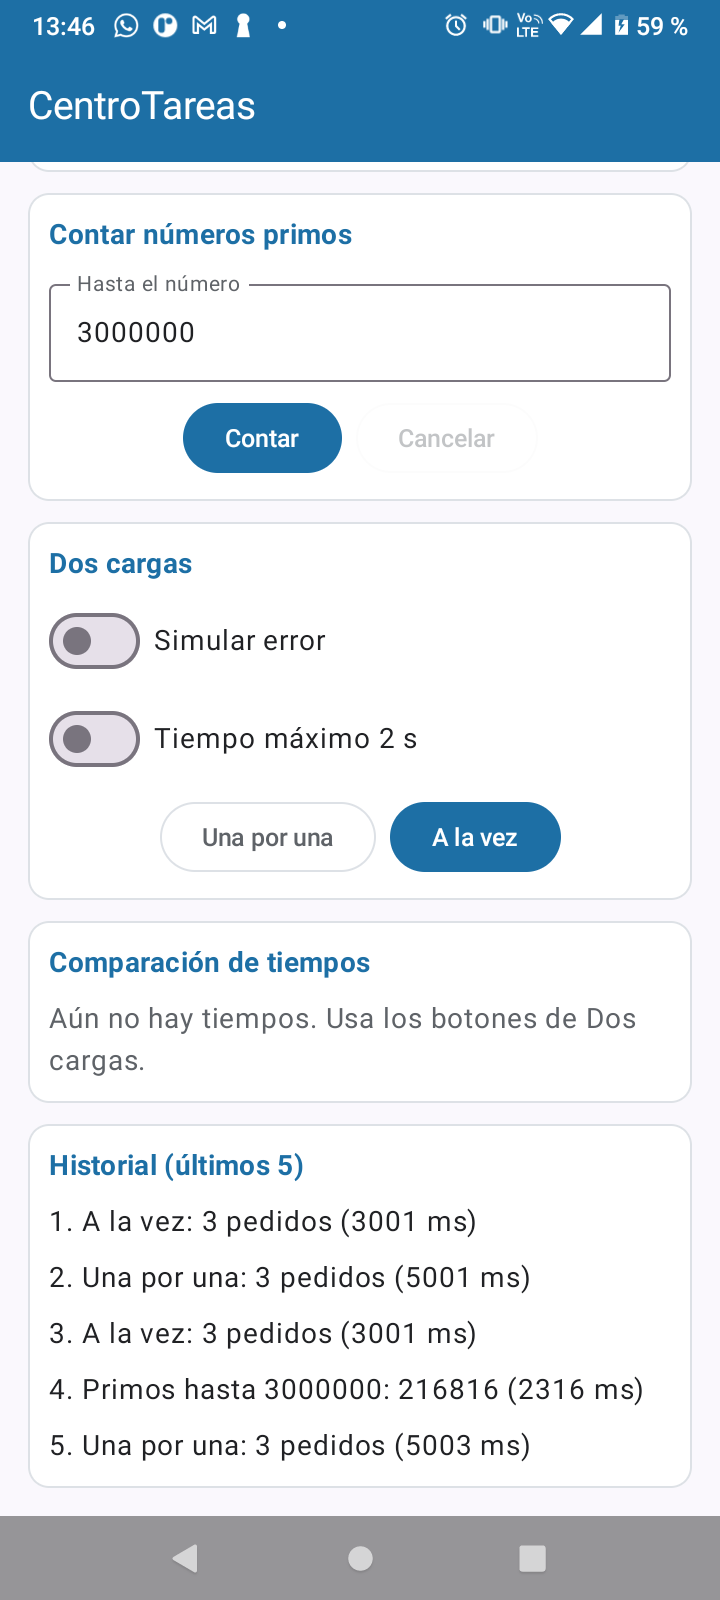 13:46
Vo LTE
59 %
CentroTareas
Contar números primos
Hasta el número
3000000
Contar
Cancelar
Dos cargas
Simular error
Tiempo máximo 2 s
Una por una
A la vez
Comparación de tiempos
Aún no hay tiempos. Usa los botones de Dos
cargas.
Historial (últimos 5)
1. A la vez: 3 pedidos (3001 ms)
2. Una por una: 3 pedidos (5001 ms)
3. A la vez: 3 pedidos (3001 ms)
4. Primos hasta 3000000: 216816 (2316 ms)
5. Una por una: 3 pedidos (5003 ms)